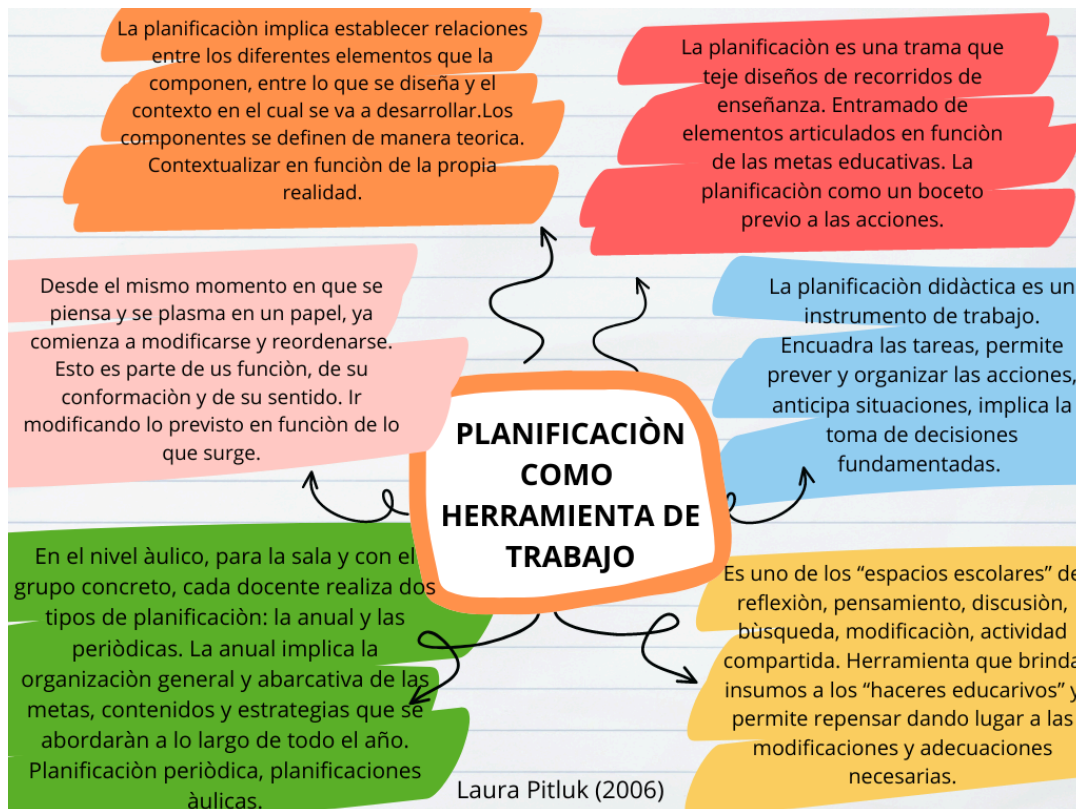 La planificaciòn implica establecer relaciones
entre los diferentes elementos que la
componen, entre lo que se diseña y el
contexto en el cual se va a desarrollar.Los
componentes se definen de manera teorica.
Contextualizar en funciòn de la propia
realidad.
La planificaciòn es una trama que
teje diseños de recorridos de
enseñanza. Entramado de
elementos articulados en funciòn
de las metas educativas. La
planificaciòn como un boceto
previo a las acciones.
Desde el mismo momento en que se
piensa y se plasma en un papel, ya
comienza a modificarse y reordenarse.
Esto es parte de us funciòn, de su
conformaciòn y de su sentido. Ir
modificando lo previsto en funciòn de lo
que surge.
La planificaciòn didàctica es un
instrumento de trabajo.
Encuadra las tareas, permite
prever y organizar las acciones,
anticipa situaciones, implica la
toma de decisiones
fundamentadas.
PLANIFICACIÒN
COMO
HERRAMIENTA DE
TRABAJO
En el nivel àulico, para la sala y con el
grupo concreto, cada docente realiza dos
tipos de planificaciòn: la anual y las
periòdicas. La anual implica la
organizaciòn general y abarcativa de las
metas, contenidos y estrategias que se
abordaràn a lo largo de todo el año.
Planificaciòn periòdica, planificaciones
àulicas.
Es uno de los “espacios escolares” de
reflexiòn, pensamiento, discusiòn,
bùsqueda, modificaciòn, actividad
compartida. Herramienta que brinda
insumos a los “haceres educarivos” y
permite repensar dando lugar a las
modificaciones y adecuaciones
necesarias.
Laura Pitluk (2006)